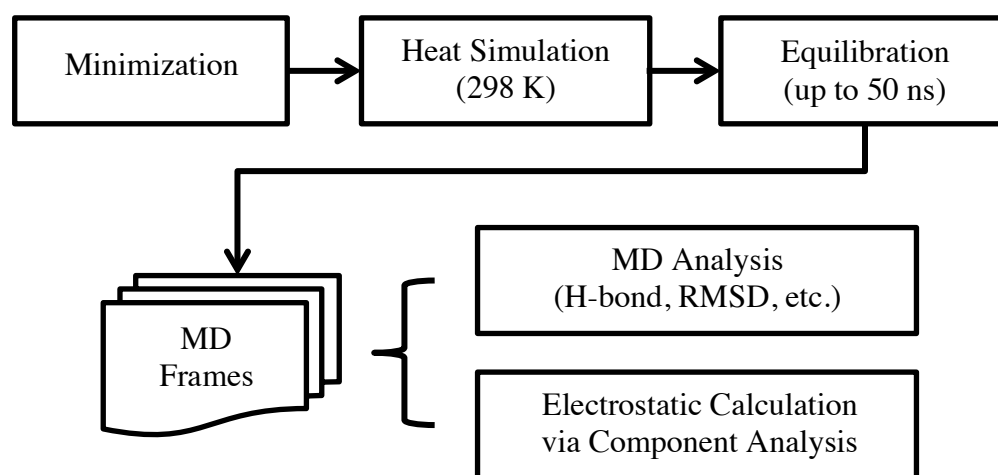 Minimization
Heat Simulation
(298 K)
Equilibration
(up to 50 ns)
MD
Frames
MD Analysis
(H-bond, RMSD, etc.)
Electrostatic Calculation
via Component Analysis